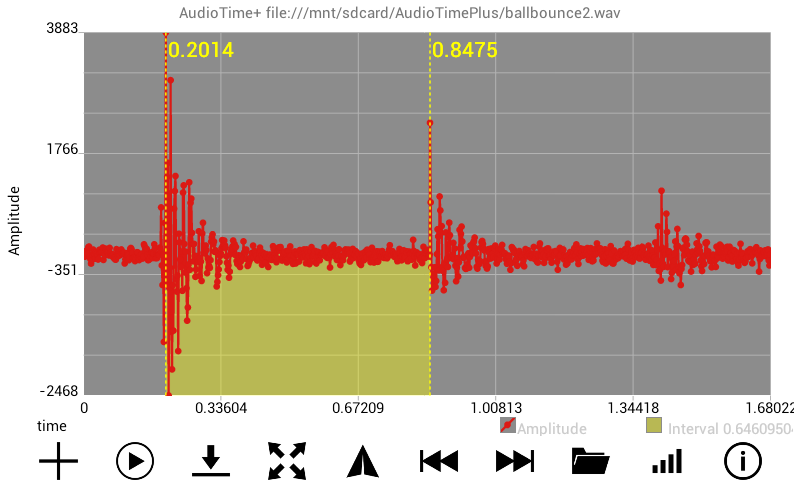 AudioTime+ file:///mnt/sdcard/AudioTimePlus/ballbounce2.wav
3883
0.2014
0.8475
1766
Amplitude
-351
-2468
0
0.33604
0.67209
1.00813
1.34418
1.68022
time
Amplitude
Interval 0.64609504